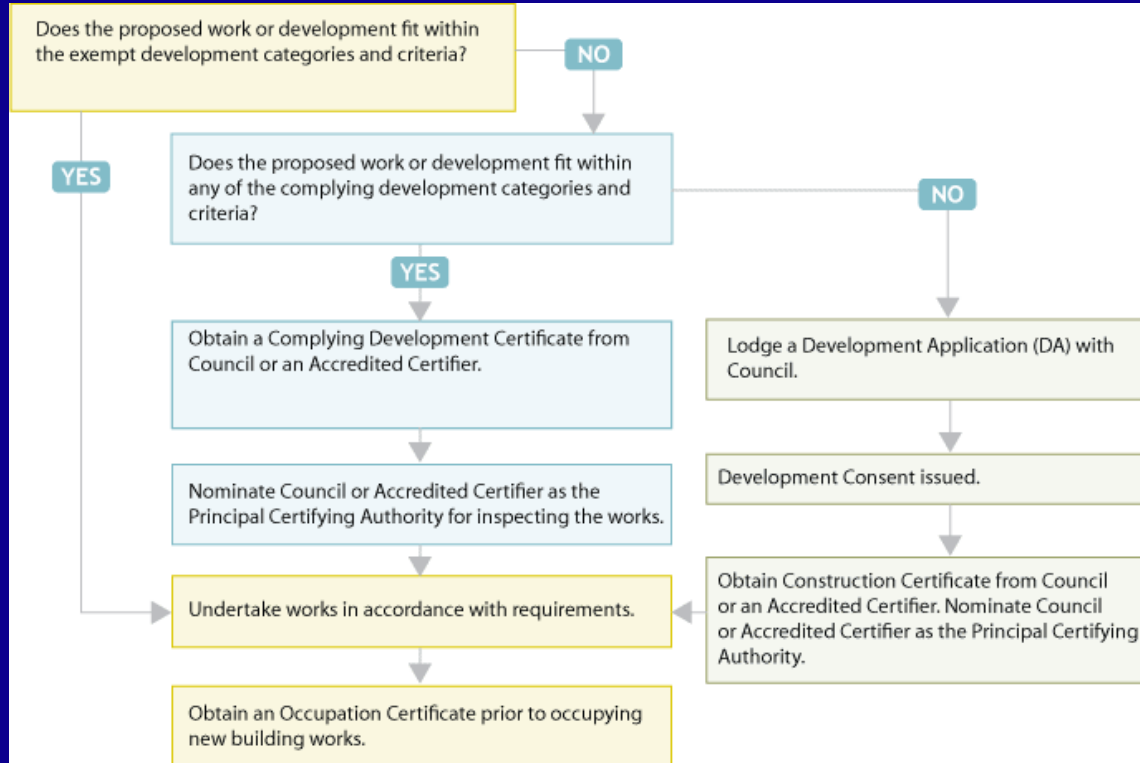 Does the proposed work or development fit within
the exempt development categories and criteria?
NO
YES
Does the proposed work or development fit within
any of the complying development categories and
criteria?
NO
YES
Obtain a Complying Development Certificate from
Council or an Accredited Certifier.
Lodge a Development Application (DA) with
Council.
Nominate Council or Accredited Certifier as the
Principal Certifying Authority for inspecting the works.
Development Consent issued.
Undertake works in accordance with requirements.
Obtain Construction Certificate from Council
or an Accredited Certifier. Nominate Council
or Accredited Certifier as the Principal Certifying
Authority.
Obtain an Occupation Certificate prior to occupying
new building works.